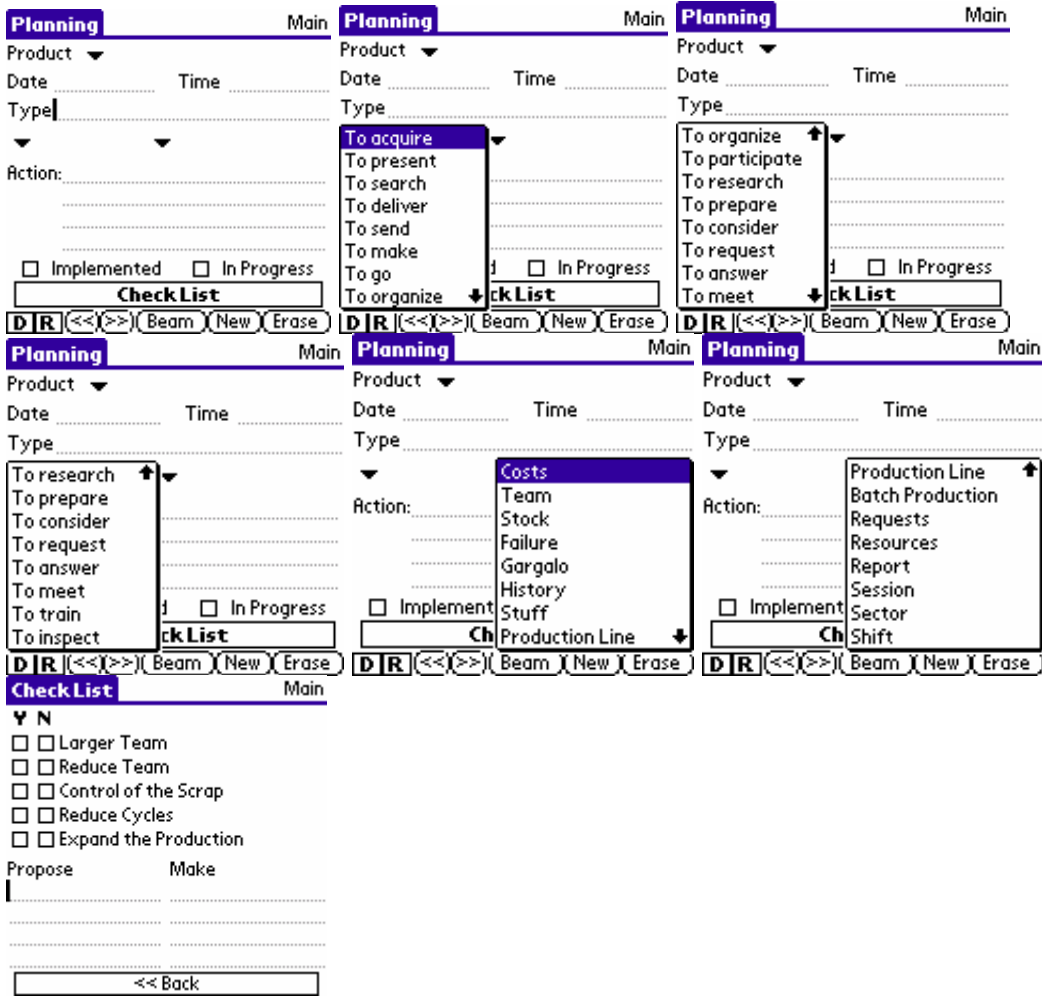 Planning Main
Product
Date Time
Type
Action:
Implemented In Progress
Check List
D R << >> Beam New Erase
Planning Main
Product
Date Time
Type
To acquire
To present
To search
To deliver
To send
To make
To go In Progress
To organize ck List
D R << >> Beam New Erase
Planning Main
Product
Date Time
Type
To organize
To participate
To research
To prepare
To consider
To request
To answer In Progress
To meet ck List
D R << >> Beam New Erase
Planning Main
Product
Date Time
Type
To research
To prepare
To consider
To request
To answer
To meet
To train In Progress
To inspect ck List
D R << >> Beam New Erase
Planning Main
Product
Date Time
Type
Costs
Team
Action: Stock
Failure
Gargalo
History
Implement Stuff
Ch Production Line
D R << >> Beam New Erase
Planning Main
Product
Date Time
Type
Production Line
Batch Production
Action: Requests
Resources
Report
Session
Implement Sector
Ch Shift
D R << >> Beam New Erase
Check List Main
Y N
Larger Team
Reduce Team
Control of the Scrap
Reduce Cycles
Expand the Production
Propose Make
<< Back